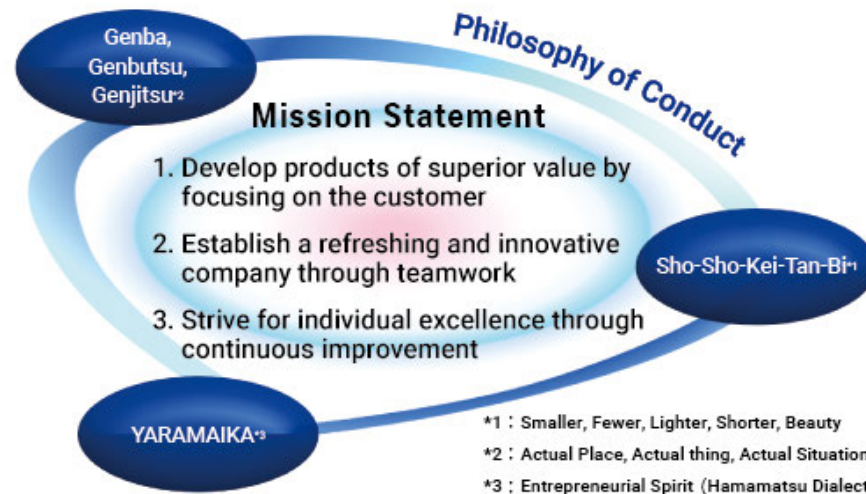 Genba,
Genbutsu,
Genjitsu*2
Philosophy of Conduct
Mission Statement
1. Develop products of superior value by
focusing on the customer
2. Establish a refreshing and innovative
company through teamwork
3. Strive for individual excellence through
continuous improvement
Sho-Sho-Kei-Tan-Bi*1
YARAMAIKA*3
*1：Smaller, Fewer, Lighter, Shorter, Beauty
*2：Actual Place, Actual thing, Actual Situation
*3：Entrepreneurial Spirit (Hamamatsu Dialect